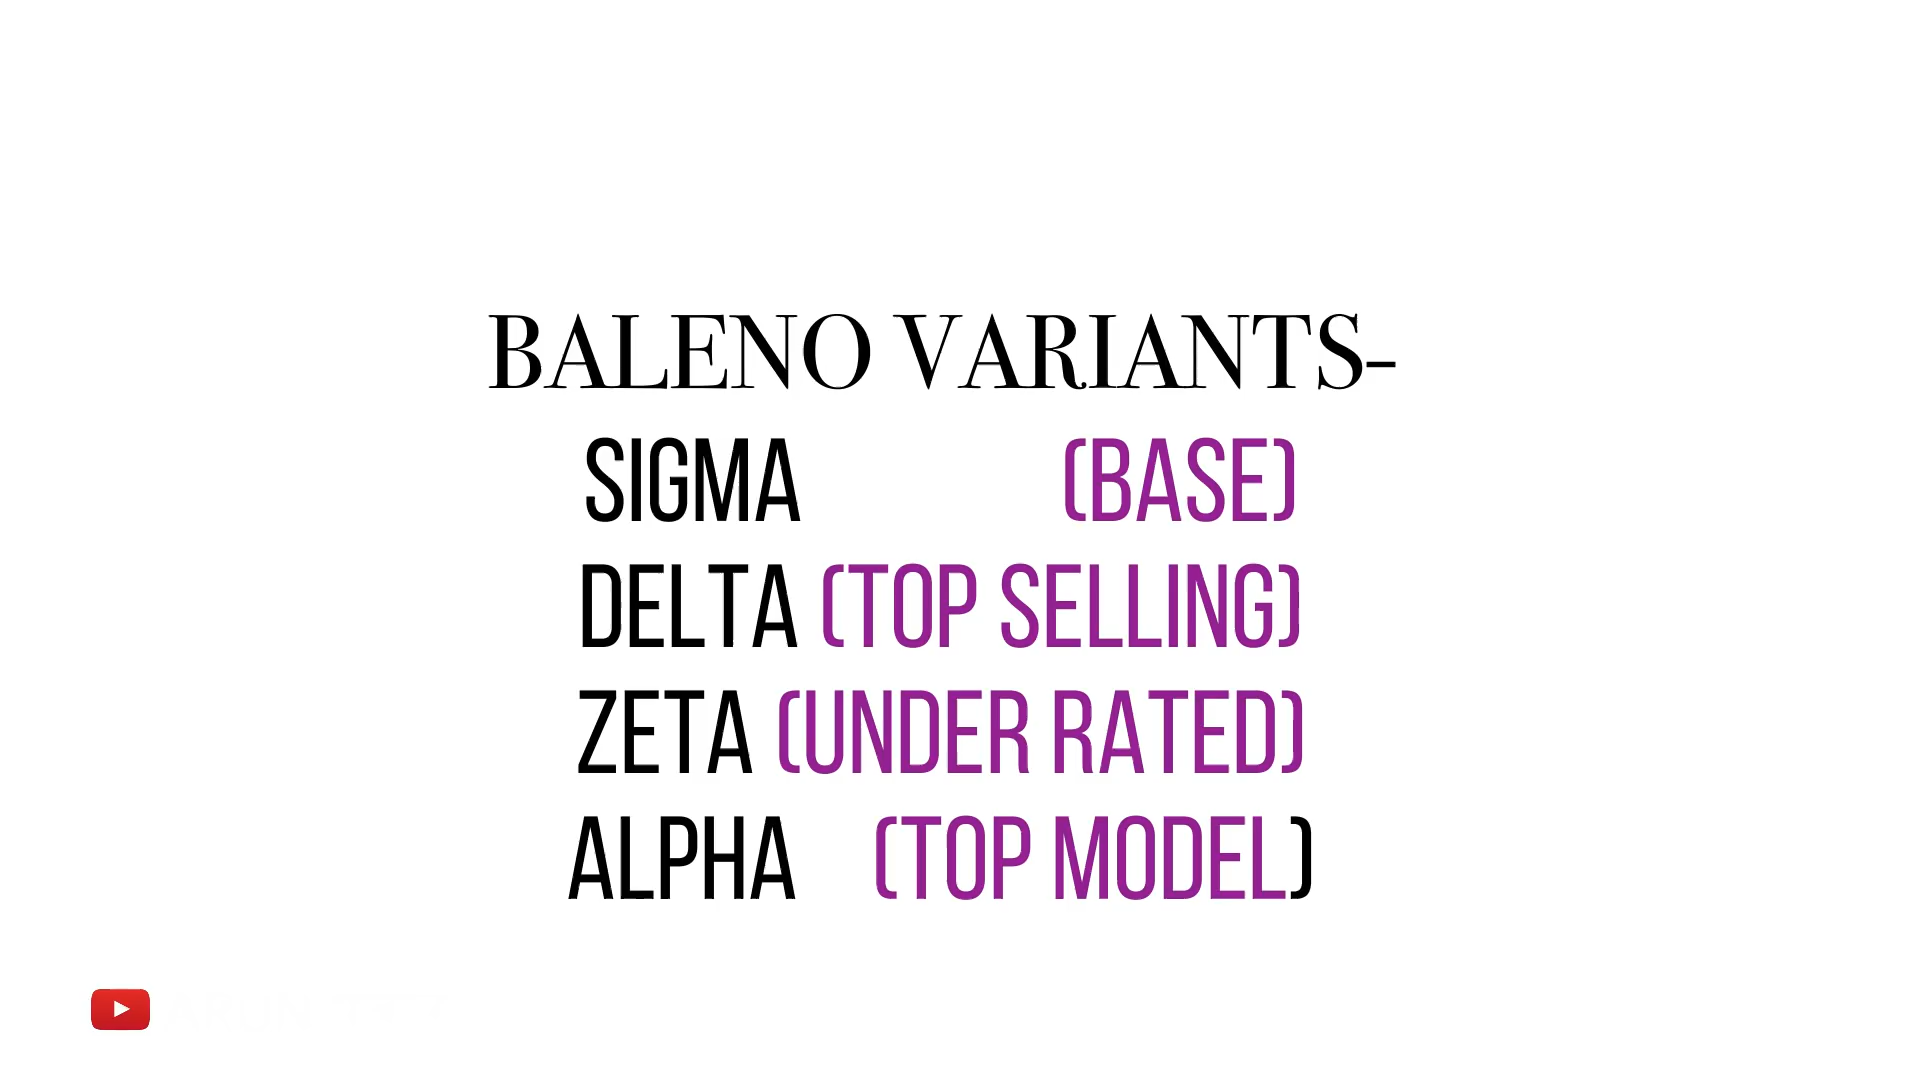 BALENO VARIANTS-
SIGMA (BASE)
DELTA (TOP SELLING)
ZETA (UNDER RATED)
ALPHA (TOP MODEL)